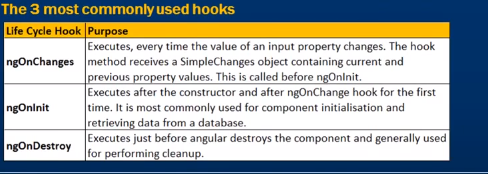 The 3 most commonly used hooks
Life Cycle Hook Purpose
Executes, every time the value of an input property changes. The hook
ngOnChanges method receives a SimpleChanges object containing current and
previous property values. This is called before ngOnInit.
Executes after the constructor and after ngOnChange hook for the first
ngOnInit time. It is most commonly used for component initialisation and
retrieving data from a database.
ngOnDestroy Executes just before angular destroys the component and generally used
for performing cleanup.